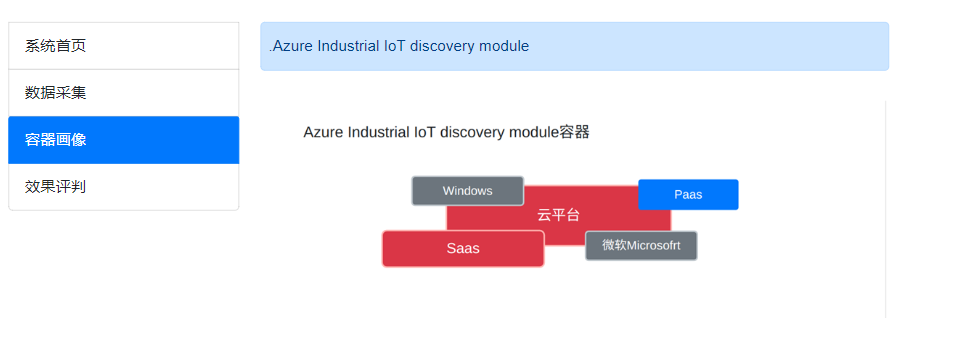 系统首页
数据采集
容器画像
效果评判
.Azure Industrial IoT discovery module
Azure Industrial IoT discovery module容器
Windows
Paas
云平台
Saas
微软Microsofrt